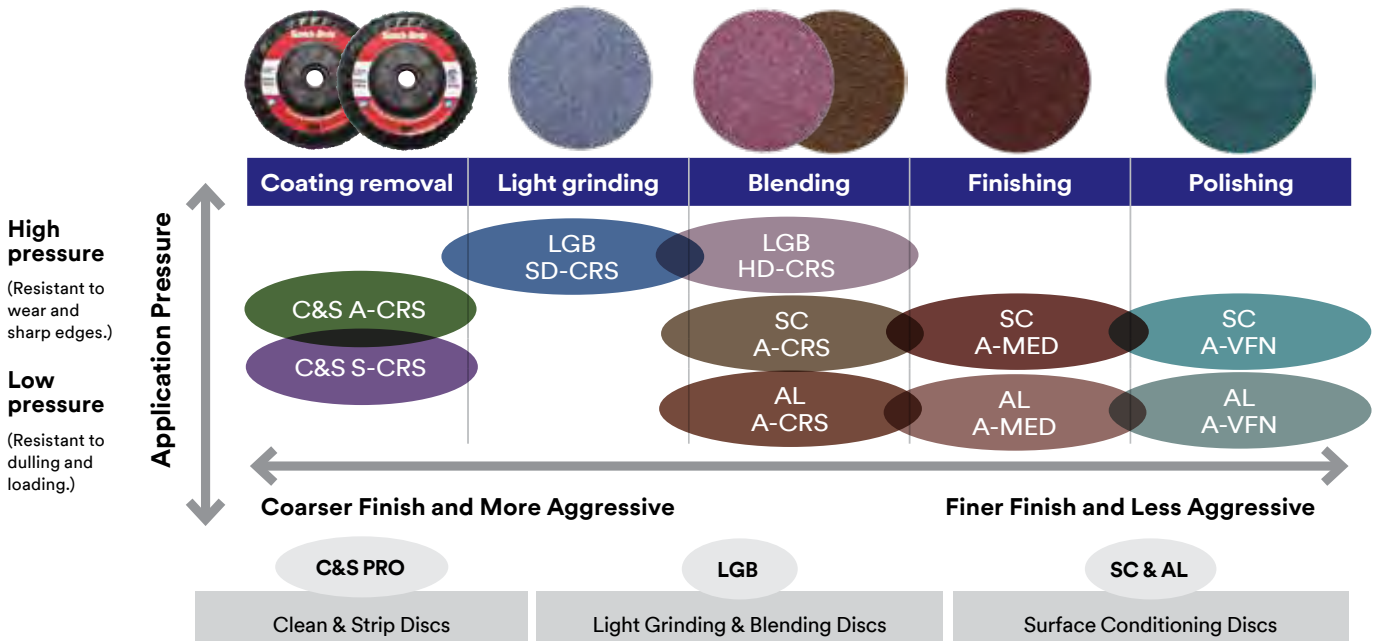 Scotch-Brite
Coating removal
Light grinding
Blending
Finishing
Polishing
Application Pressure
High
pressure
(Resistant to
wear and
sharp edges.)
Low
pressure
(Resistant to
dulling and
loading.)
LGB
SD-CRS
LGB
HD-CRS
C&S A-CRS
C&S S-CRS
SC
A-CRS
SC
A-MED
SC
A-VFN
AL
A-CRS
AL
A-MED
AL
A-VFN
Coarser Finish and More Aggressive
Finer Finish and Less Aggressive
C&S PRO
LGB
SC & AL
Clean & Strip Discs
Light Grinding & Blending Discs
Surface Conditioning Discs